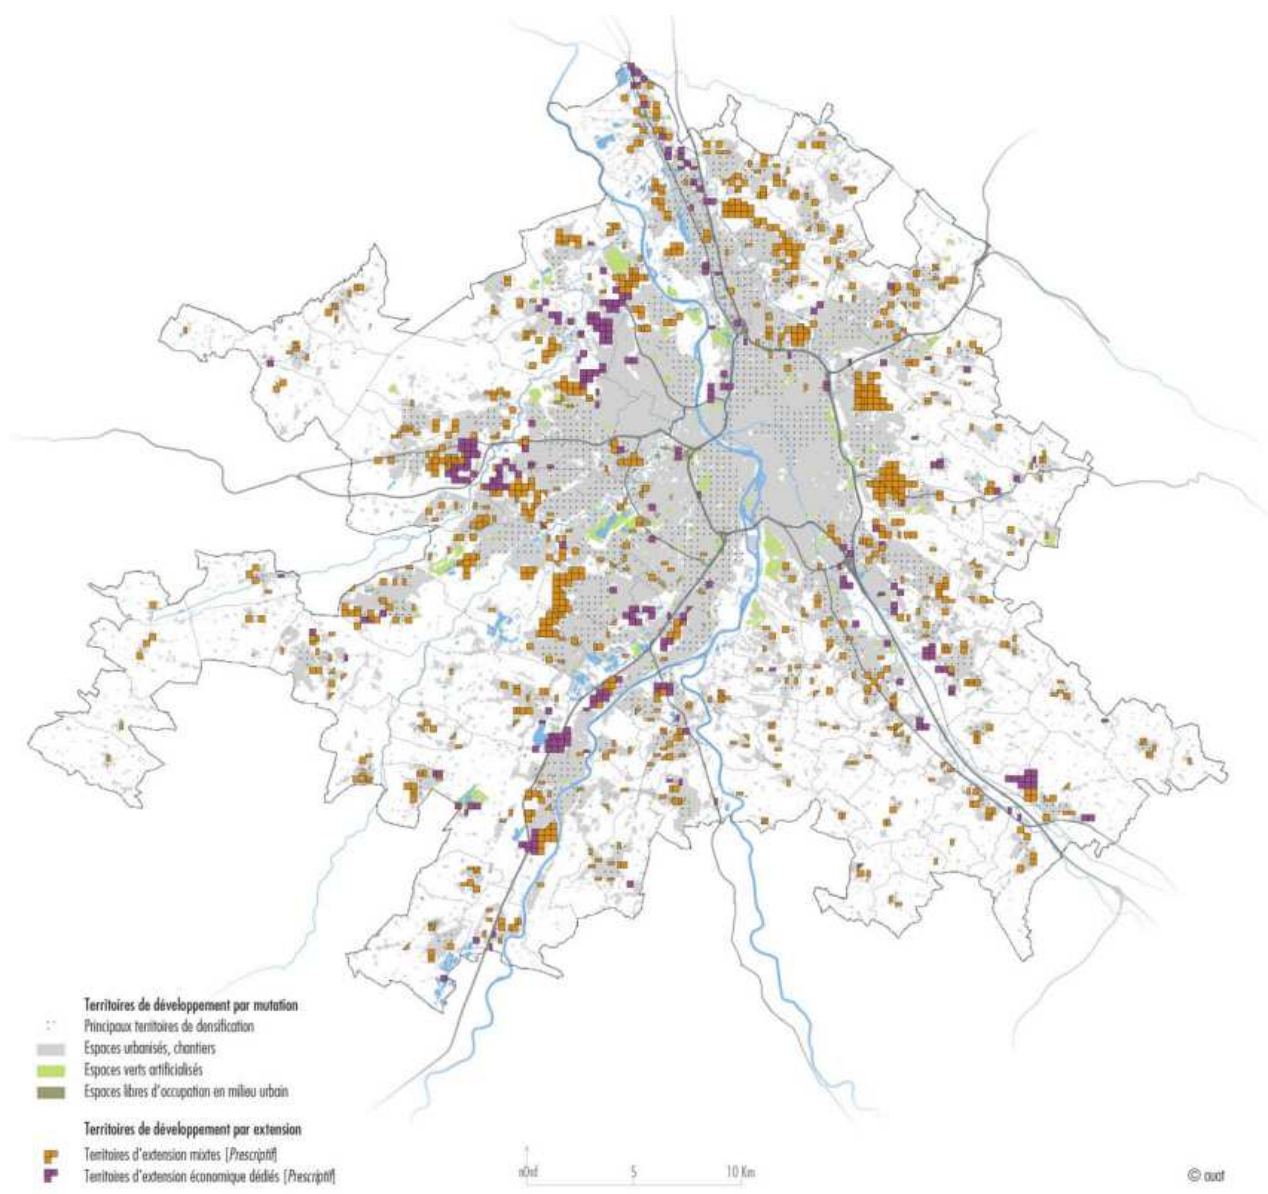 Territoires de développement par mutation
Principaux territoires de densification
Espaces urbanisés, chantiers
Espaces verts artificialisés
Espaces libres d'occupation en milieu urbain
Territoires de développement par extension
Territoires d'extension mixtes [Prescriptif]
Territoires d'extension économique dédiés [Prescriptif]
nOrd 5 10 Km
© auat